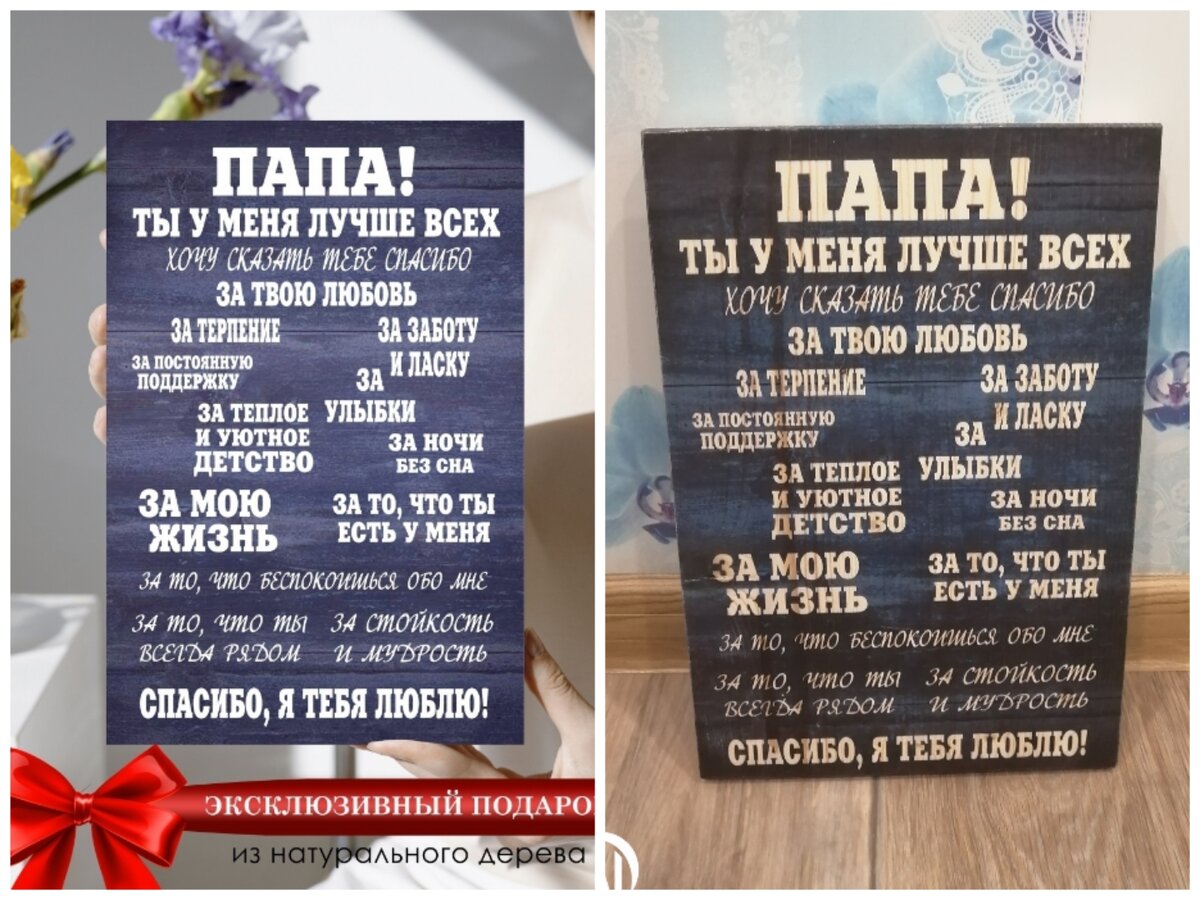 ПАПА!
ТЫ У МЕНЯ ЛУЧШЕ ВСЕХ
ХОЧУ СКАЗАТЬ ТЕБЕ СПАСИБО
ЗА ТВОЮ ЛЮБОВЬ
ЗА ТЕРПЕНИЕ
ЗА ЗАБОТУ
И ЛАСКУ
ЗА ПОСТОЯННУЮ
ПОДДЕРЖКУ
ЗА
УЛЫБКИ
ЗА ТЕПЛОЕ
И УЮТНОЕ
ДЕТСТВО
ЗА НОЧИ
БЕЗ СНА
ЗА МОЮ
ЖИЗНЬ
ЗА ТО, ЧТО ТЫ
ЕСТЬ У МЕНЯ
ЗА ТО, ЧТО БЕСПОКОИШЬСЯ ОБО МНЕ
ЗА ТО, ЧТО ТЫ
ВСЕГДА РЯДОМ
ЗА СТОЙКОСТЬ
И МУДРОСТЬ
СПАСИБО, Я ТЕБЯ ЛЮБЛЮ!
ЭКСКЛЮЗИВНЫЙ ПОДАРО
из натурального дерева
ПАПА!
ТЫ У МЕНЯ ЛУЧШЕ ВСЕХ
ХОЧУ СКАЗАТЬ ТЕБЕ СПАСИБО
ЗА ТВОЮ ЛЮБОВЬ
ЗА ТЕРПЕНИЕ
ЗА ЗАБОТУ
И ЛАСКУ
ЗА ПОСТОЯННУЮ
ПОДДЕРЖКУ
ЗА
УЛЫБКИ
ЗА ТЕПЛОЕ
И УЮТНОЕ
ДЕТСТВО
ЗА НОЧИ
БЕЗ СНА
ЗА МОЮ
ЖИЗНЬ
ЗА ТО, ЧТО ТЫ
ЕСТЬ У МЕНЯ
ЗА ТО, ЧТО БЕСПОКОИШЬСЯ ОБО МНЕ
ЗА ТО, ЧТО ТЫ
ВСЕГДА РЯДОМ
ЗА СТОЙКОСТЬ
И МУДРОСТЬ
СПАСИБО, Я ТЕБЯ ЛЮБЛЮ!